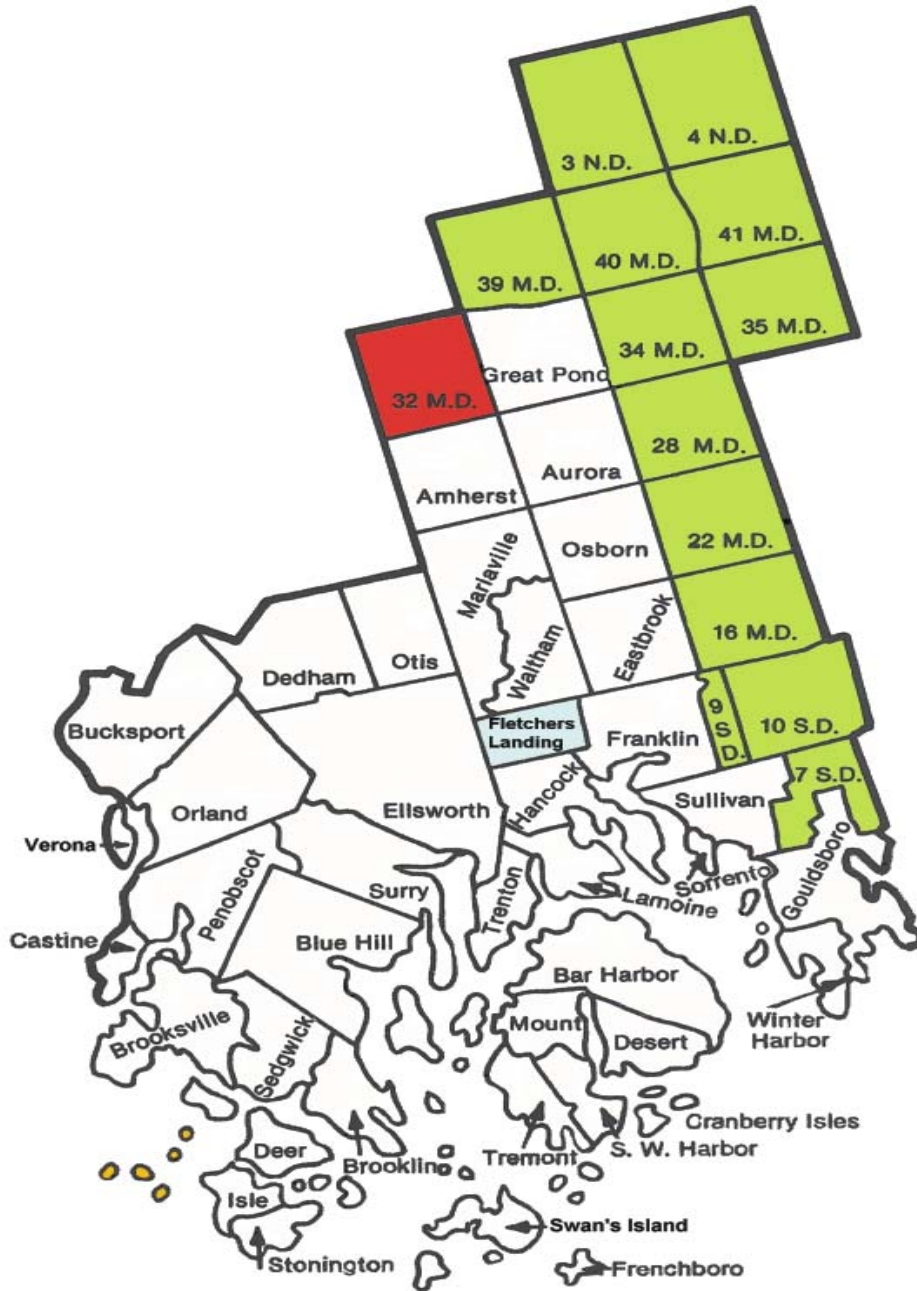 4 N.D.
3 N.D.
41 M.D.
40 M.D.
39 M.D.
35 M.D.
34 M.D.
Great Pond
32 M.D.
28 M.D.
Aurora
Amherst
22 M.D.
Osborn
Mariaville
Eastbrook
16 M.D.
Waltham
Otis
Dedham
9
S
D.
10 S.D.
Bucksport
Fletchers
Landing
Franklin
7 S.D.
Hancock
Sullivan
Ellsworth
Orland
Verona
Gouldsboro
Sorrento
Lamoine
Surry
Trenton
Penobscot
Castine
Blue Hill
Bar Harbor
Winter
Harbor
Mount
Desert
Brooksville
Sedgwick
Cranberry Isles
S. W. Harbor
Tremont
Brooklin
Deer
Isle
Swan's Island
Stonington
Frenchboro